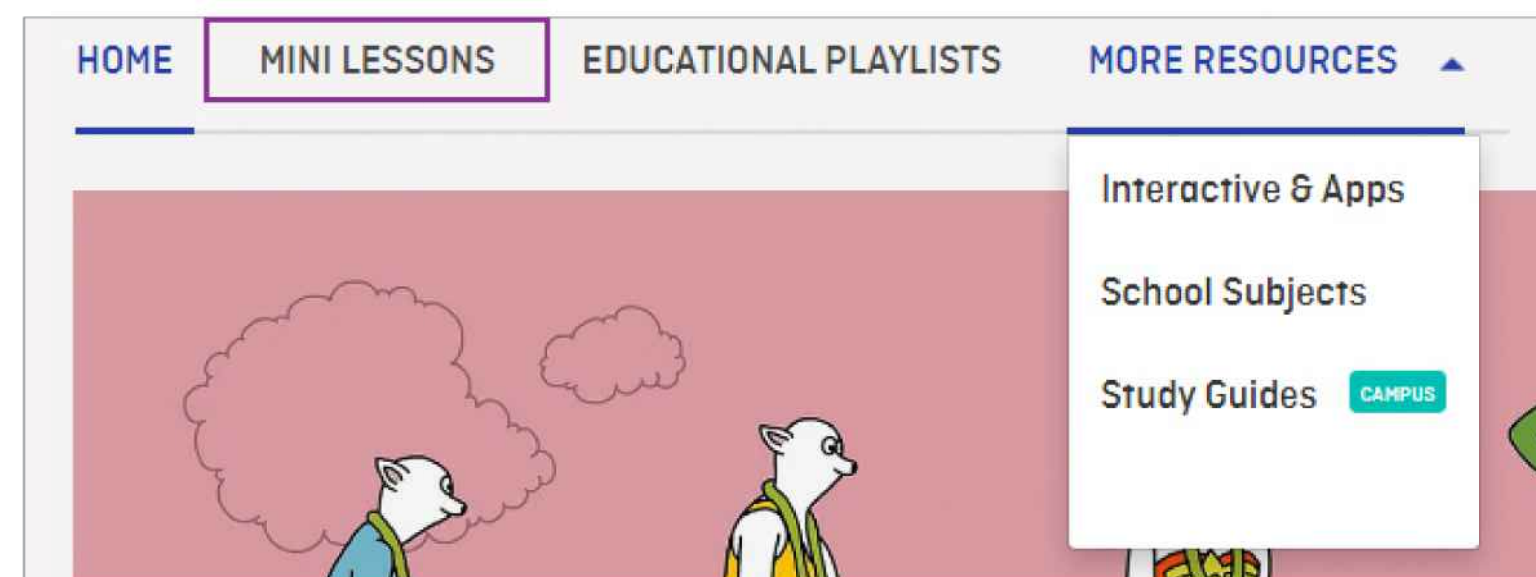 HOME MINI LESSONS EDUCATIONAL PLAYLISTS MORE RESOURCES
Interactive & Apps
School Subjects
Study Guides CAMPUS